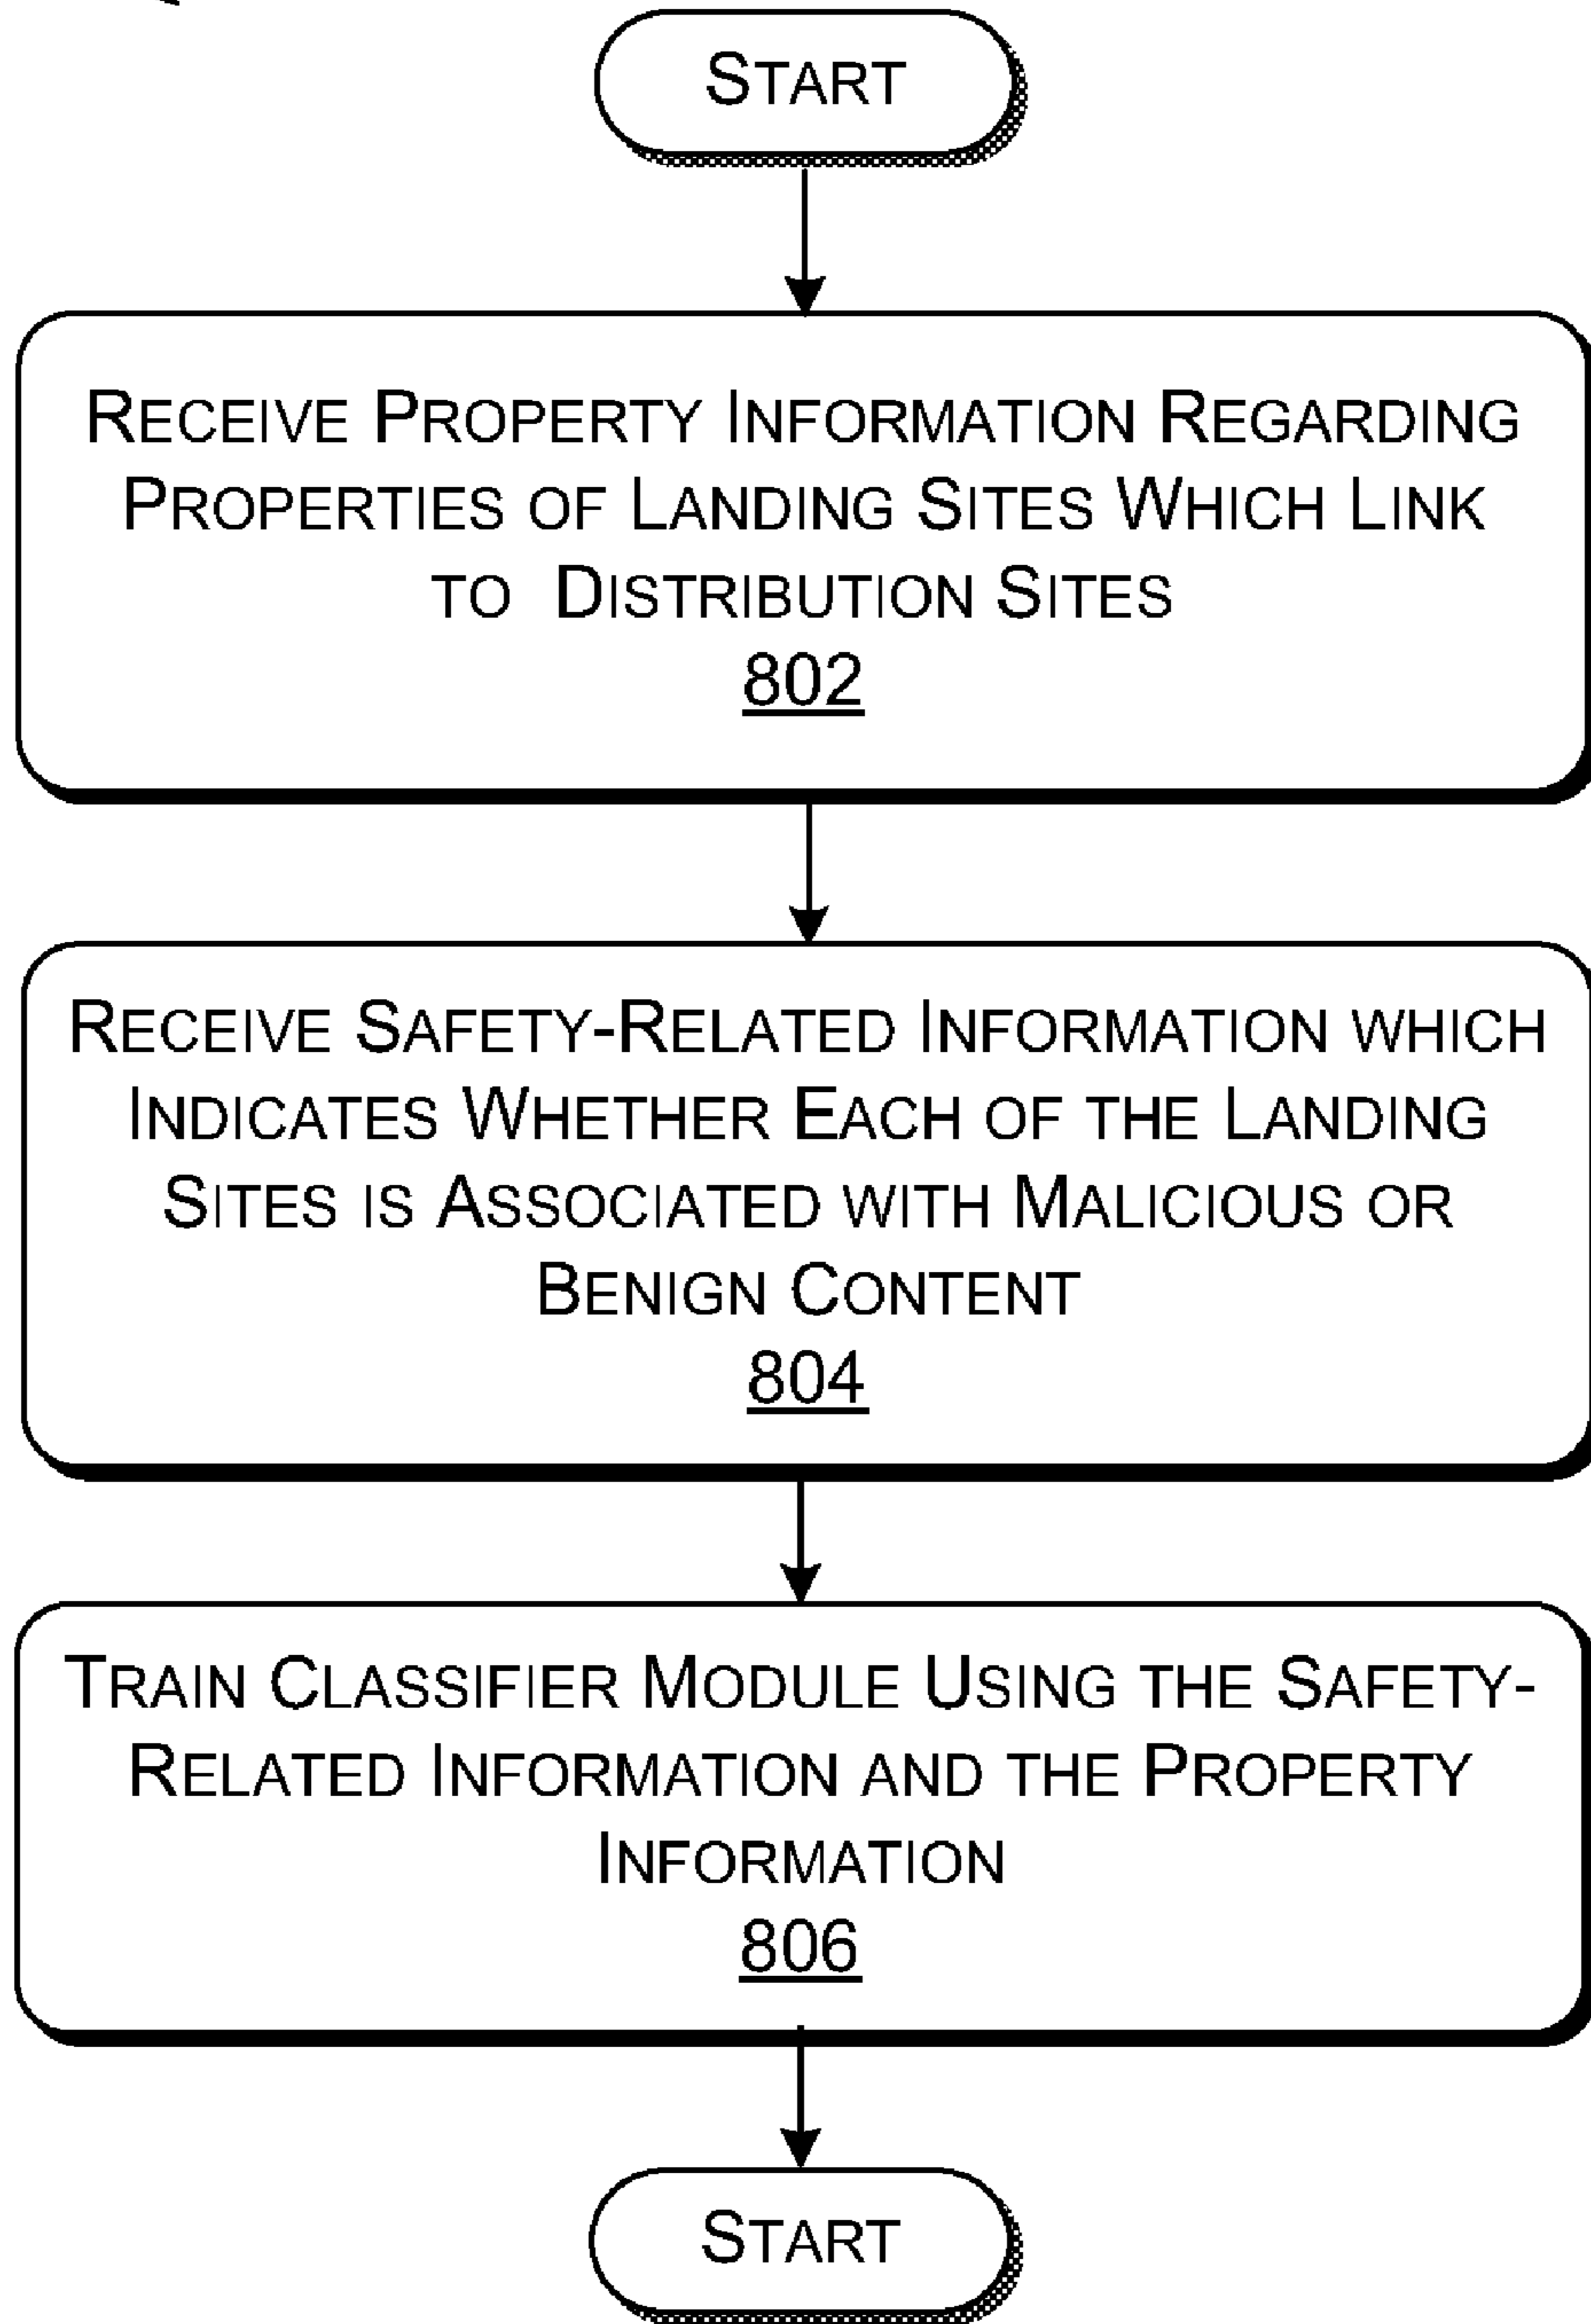 START
RECEIVE PROPERTY INFORMATION REGARDING
PROPERTIES OF LANDING SITES WHICH LINK
TO DISTRIBUTION SITES
802
RECEIVE SAFETY-RELATED INFORMATION WHICH
INDICATES WHETHER EACH OF THE LANDING
SITES IS ASSOCIATED WITH MALICIOUS OR
BENIGN CONTENT
804
TRAIN CLASSIFIER MODULE USING THE SAFETY-
RELATED INFORMATION AND THE PROPERTY
INFORMATION
806
START